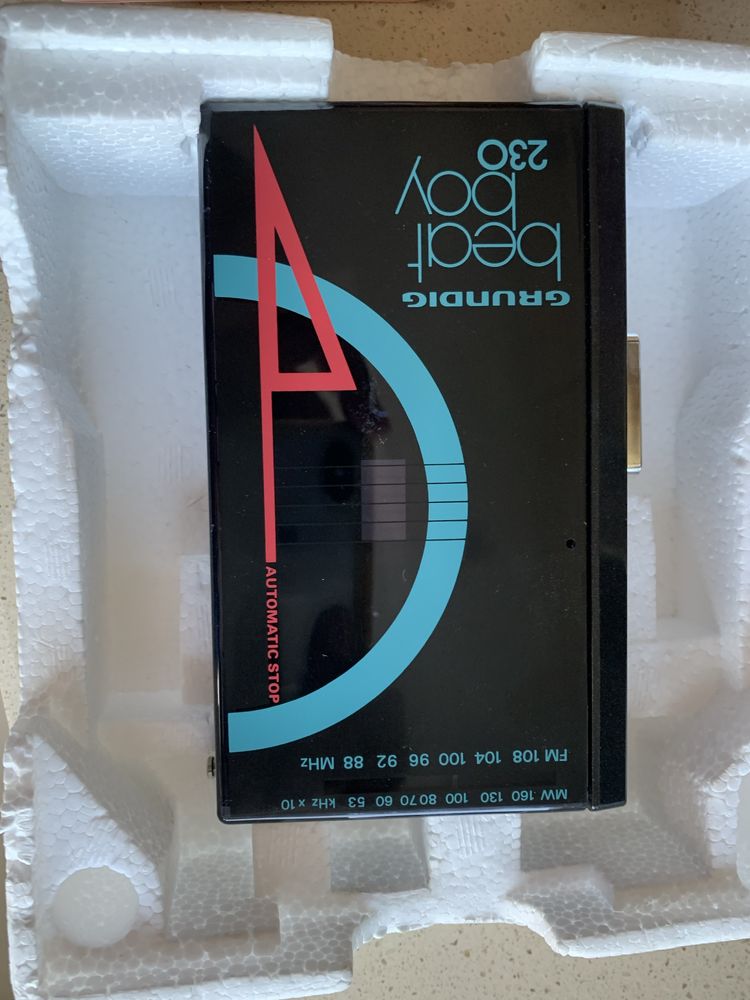 MW 160 130 100 80 70 60 53 kHz x 10
FM 108 104 100 96 92 88 MHz
AUTOMATIC STOP
GRUNDIG
beat
boy
230